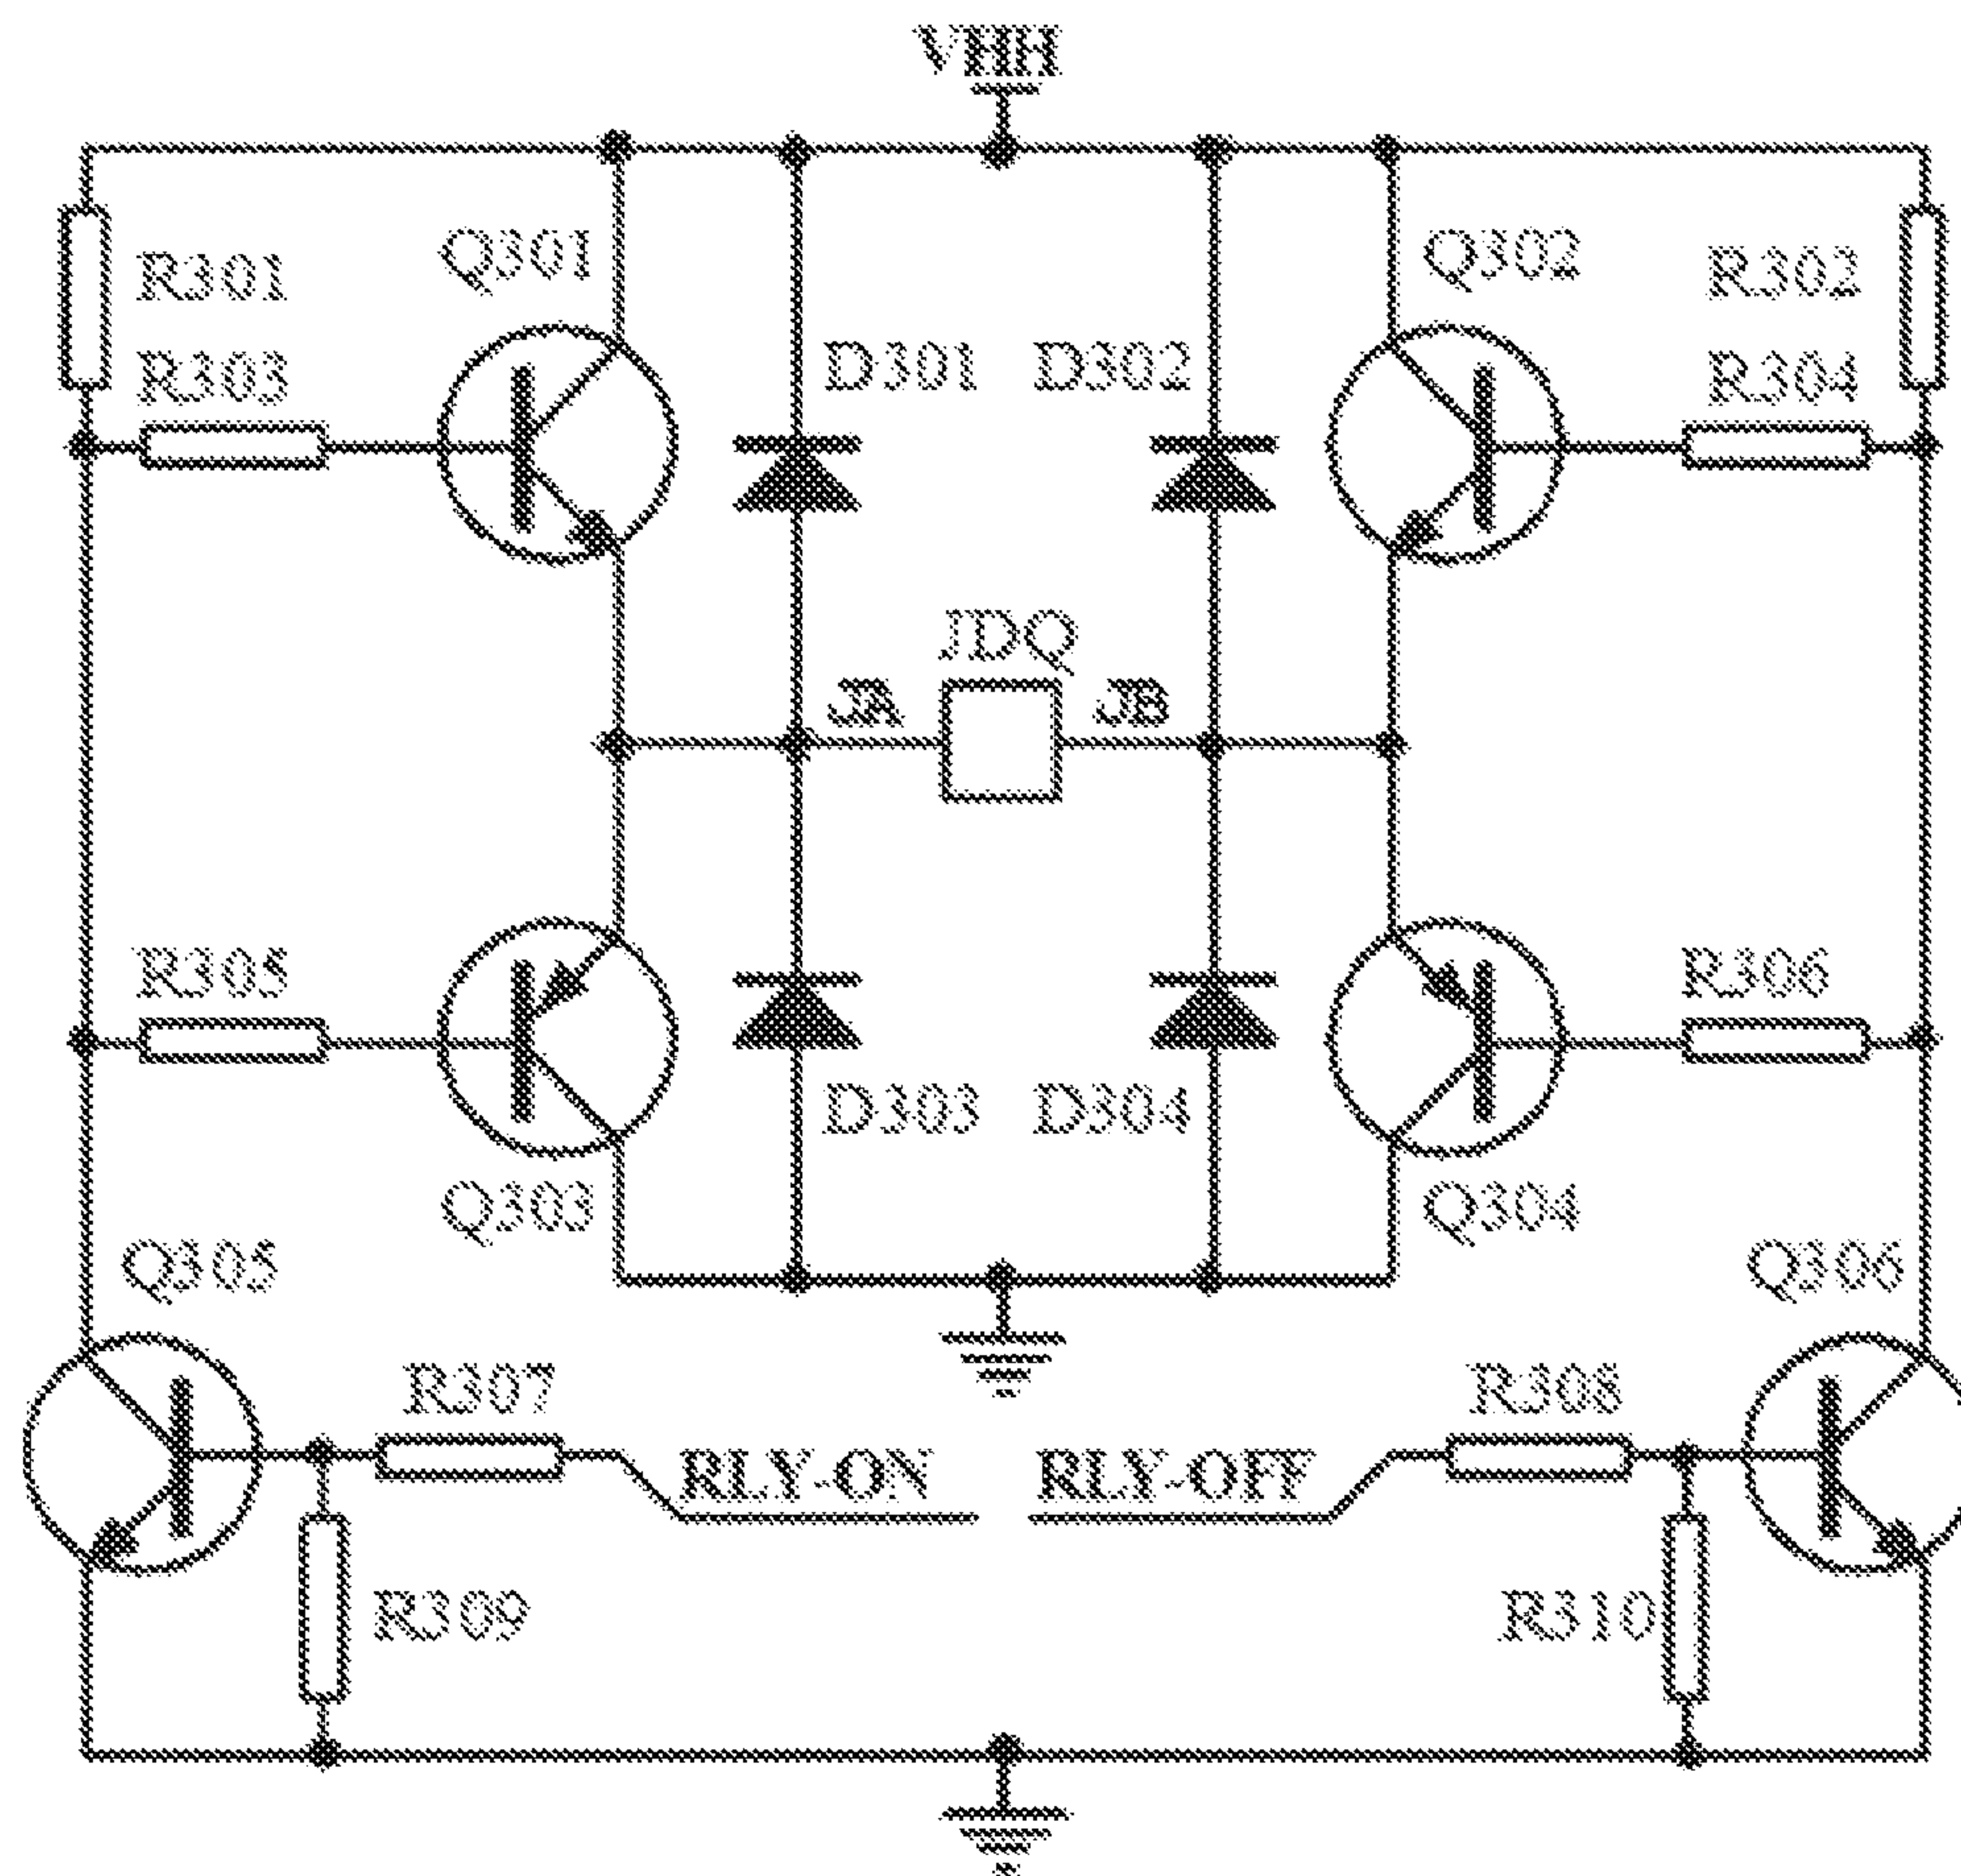 VHH
Q301
Q302
R301
R302
R303
D301
D302
R304
JDQ
JA
JB
R305
R306
D303
D304
Q303
Q304
Q305
Q306
R307
R308
RLY-ON
RLY-OFF
R309
R310